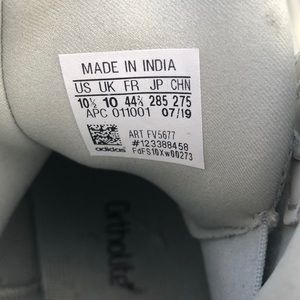 MADE IN INDIA
US UK FR JP CHN
10½ 10 44⅔ 285 275
APC 011001 07/19
ART FV5677
#123388458
adidas FdFS10Xw00273
Ortholite